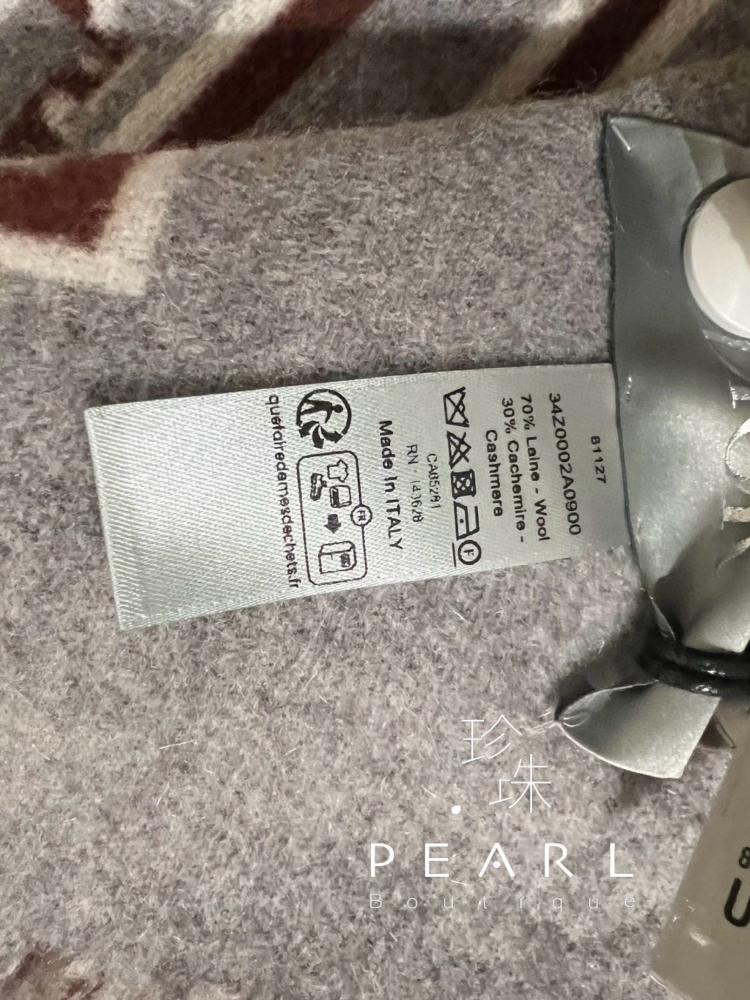 81127
34Z0002A0900
70% Laine - Wool
30% Cachemire -
Cashmere
F
CA05281
RN - 143628
Made In ITALY
FR
quefairedemesdechets.fr
珍珠
PEARL
Boutique
8
U